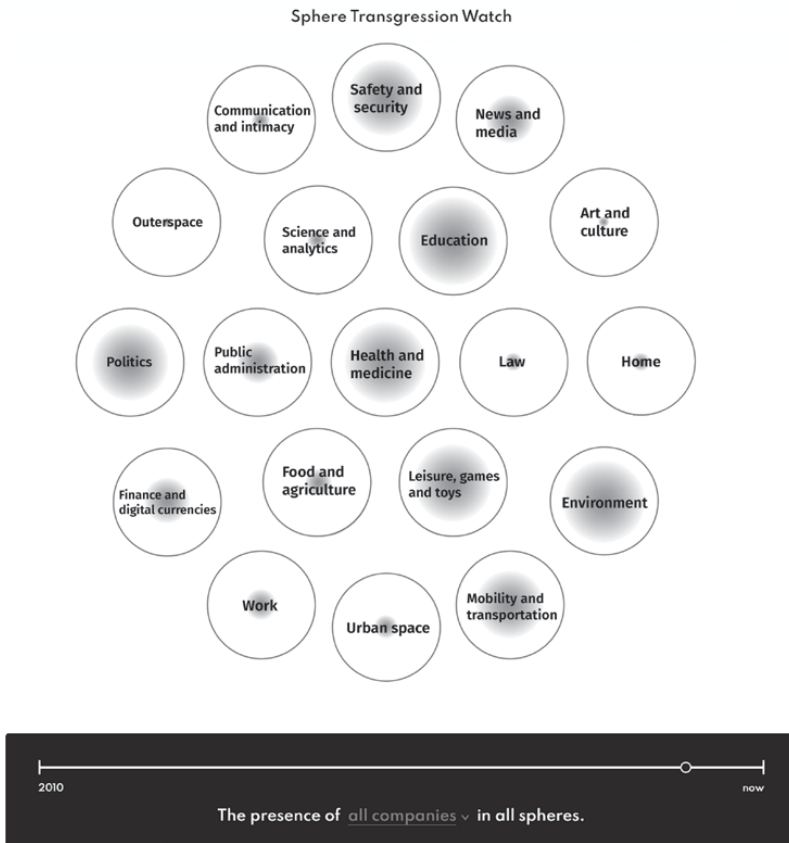 Sphere Transgression Watch
Safety and
security
Communication
and intimacy
News and
media
Outerspace
Science and
analytics
Education
Art and
culture
Politics
Public
administration
Health and
medicine
Law
Home
Finance and
digital currencies
Food and
agriculture
Leisure, games
and toys
Environment
Work
Urban space
Mobility and
transportation
2010
now
The presence of all companies in all spheres.